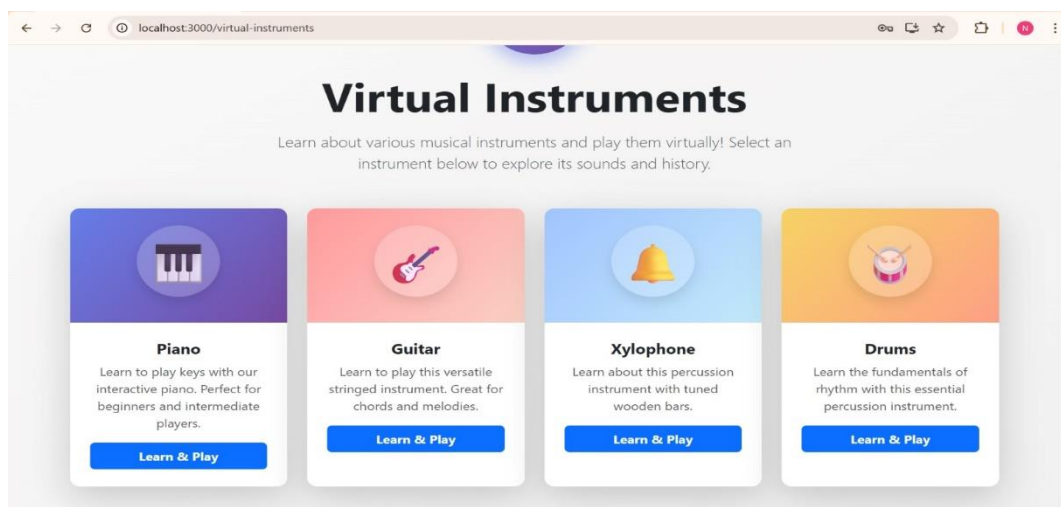 localhost:3000/virtual-instruments
N
Virtual Instruments
Learn about various musical instruments and play them virtually! Select an
instrument below to explore its sounds and history.
Piano
Learn to play keys with our
interactive piano. Perfect for
beginners and intermediate
players.
Learn & Play
Guitar
Learn to play this versatile
stringed instrument. Great for
chords and melodies.
Learn & Play
Xylophone
Learn about this percussion
instrument with tuned
wooden bars.
Learn & Play
Drums
Learn the fundamentals of
rhythm with this essential
percussion instrument.
Learn & Play